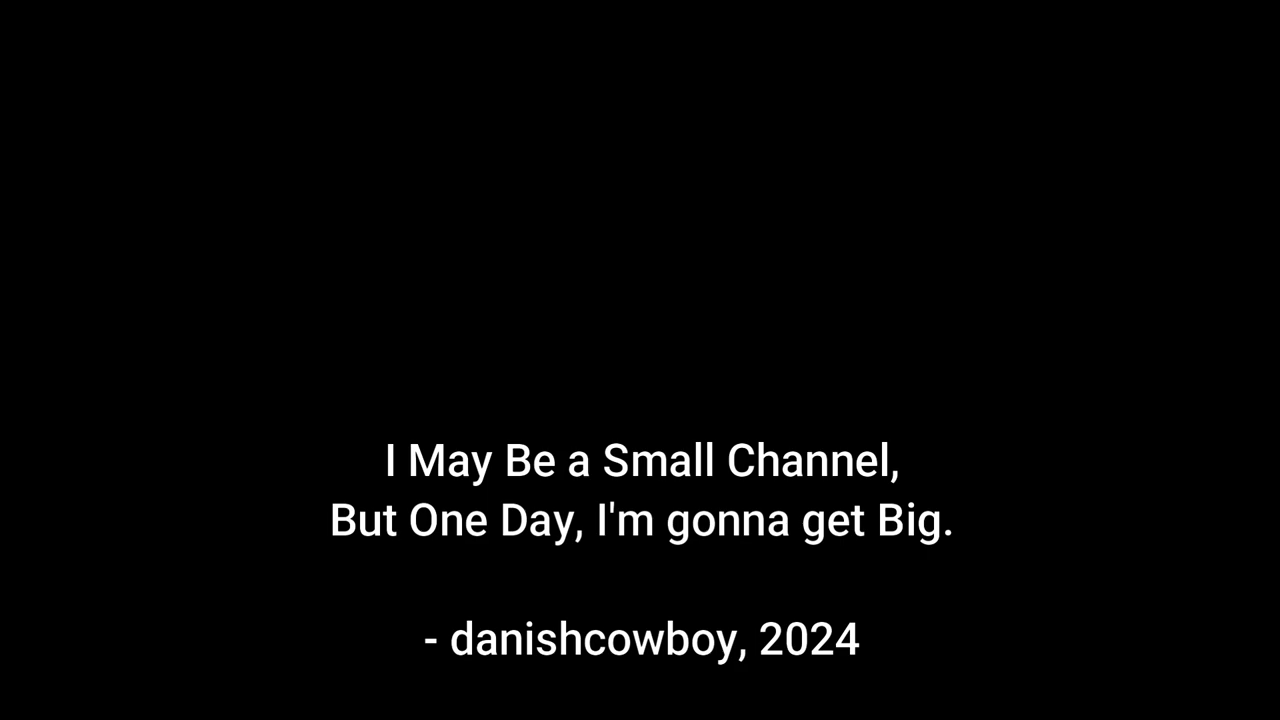 I May Be a Small Channel,
But One Day, I'm gonna get Big.
- danishcowboy, 2024